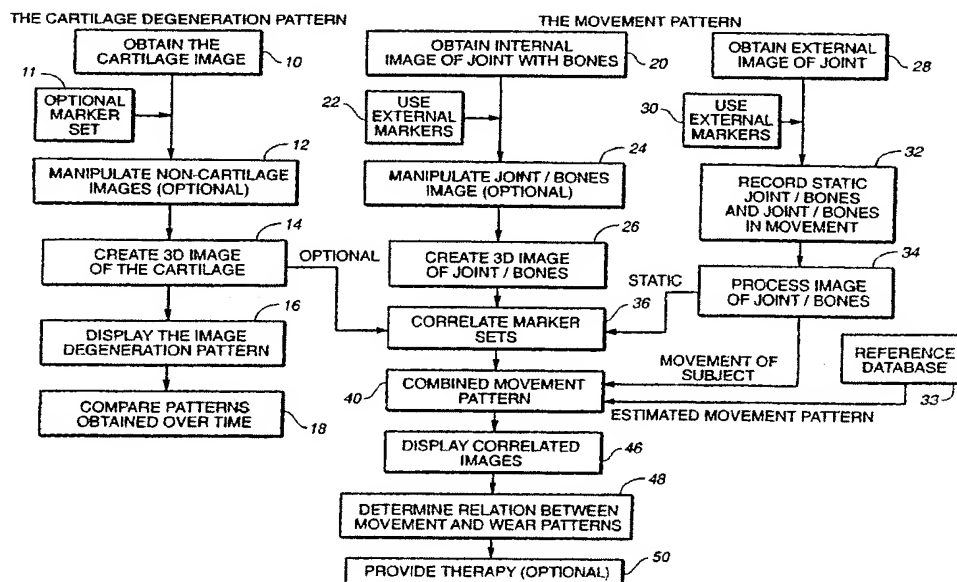 THE CARTILAGE DEGENERATION PATTERN
OBTAIN THE
CARTILAGE IMAGE
10
11
OPTIONAL
MARKER
SET
12
MANIPULATE NON-CARTILAGE
IMAGES (OPTIONAL)
14
CREATE 3D IMAGE
OF THE CARTILAGE
OPTIONAL
16
DISPLAY THE IMAGE
DEGENERATION PATTERN
COMPARE PATTERNS
OBTAINED OVER TIME
18
THE MOVEMENT PATTERN
OBTAIN INTERNAL
IMAGE OF JOINT WITH BONES
20
22
USE
EXTERNAL
MARKERS
24
MANIPULATE JOINT / BONES
IMAGE (OPTIONAL)
26
CREATE 3D IMAGE
OF JOINT / BONES
36
CORRELATE MARKER
SETS
40
COMBINED MOVEMENT
PATTERN
DISPLAY CORRELATED
IMAGES
46
48
DETERMINE RELATION BETWEEN
MOVEMENT AND WEAR PATTERNS
50
PROVIDE THERAPY (OPTIONAL)
OBTAIN EXTERNAL
IMAGE OF JOINT
28
30
USE
EXTERNAL
MARKERS
32
RECORD STATIC
JOINT / BONES
AND JOINT / BONES
IN MOVEMENT
34
STATIC
PROCESS IMAGE
OF JOINT / BONES
MOVEMENT OF
SUBJECT
REFERENCE
DATABASE
33
ESTIMATED MOVEMENT PATTERN